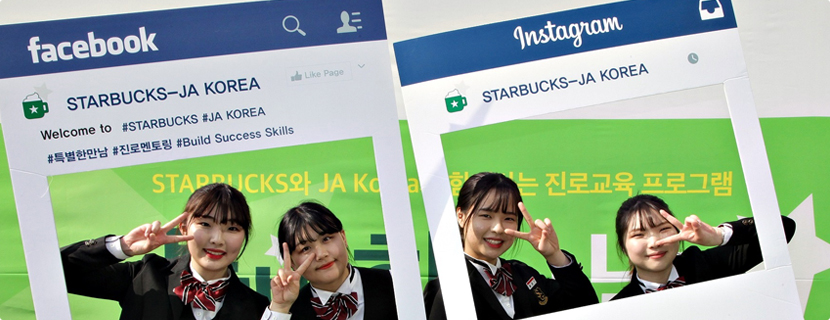 facebook
Like Page
STARBUCKS-JA KOREA
Welcome to #STARBUCKS #JA KOREA
#특별한만남 #진로멘토링 #Build Success Skills
Instagram
STARBUCKS-JA KOREA
STARBUCKS와 JA Korea 함 는 진로교육 프로그램